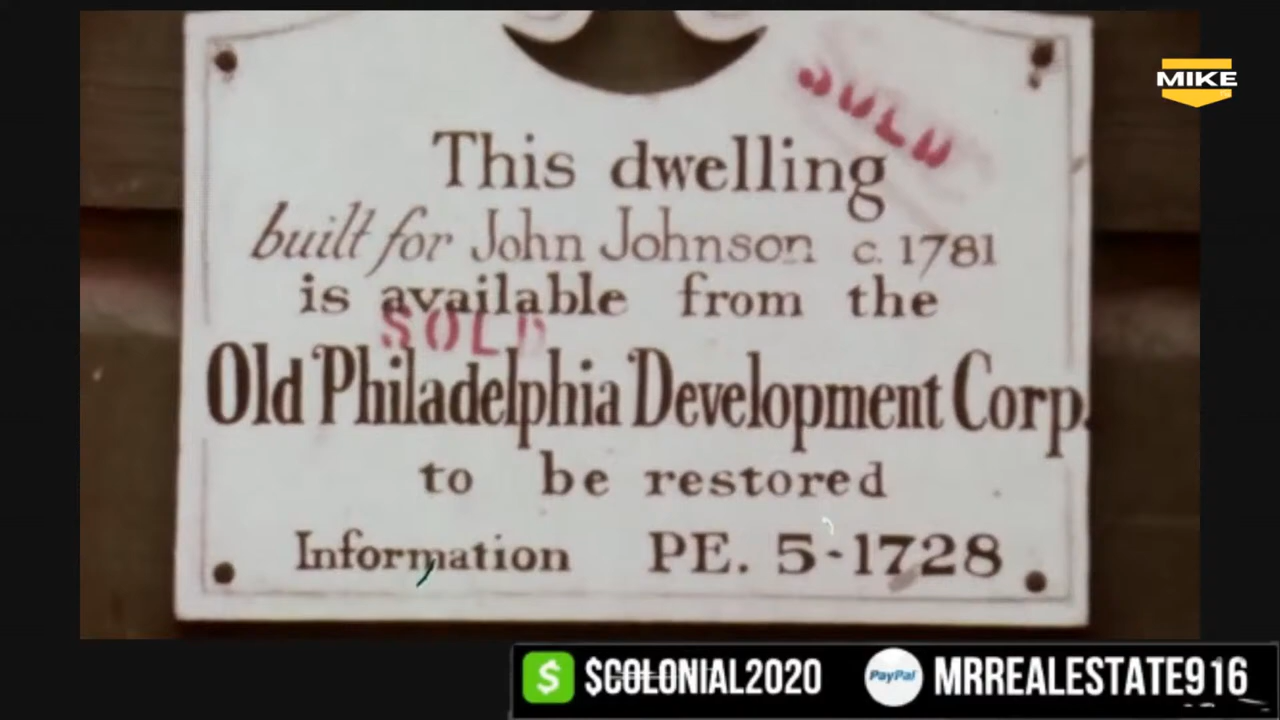 MIKE
SOLD
This dwelling
built for John Johnson c. 1781
is available from the
SOLD
Old Philadelphia Development Corp.
to be restored
Information PE. 5-1728
$ $COLONIAL2020 PayPal MRREALESTATE916